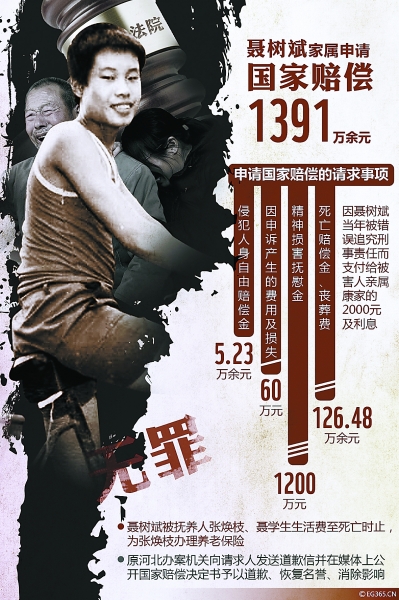 法院
聂树斌家属申请
国家赔偿
1391万余元
申请国家赔偿的请求事项
侵犯人身自由赔偿金
5.23
万余元
因申诉产生的费用及损失
60
万元
精神损害抚慰金
1200
万元
死亡赔偿金、丧葬费
126.48
万余元
因聂树斌
当年被错
误追究刑
事责任而
支付给被
害人亲属
康家的
2000元
及利息
无罪
•聂树斌被抚养人张焕枝、聂学生生活费至死亡时止，
为张焕枝办理养老保险
•原河北办案机关向请求人发送道歉信并在媒体上公
开国家赔偿决定书予以道歉、恢复名誉、消除影响
©EG365.CN